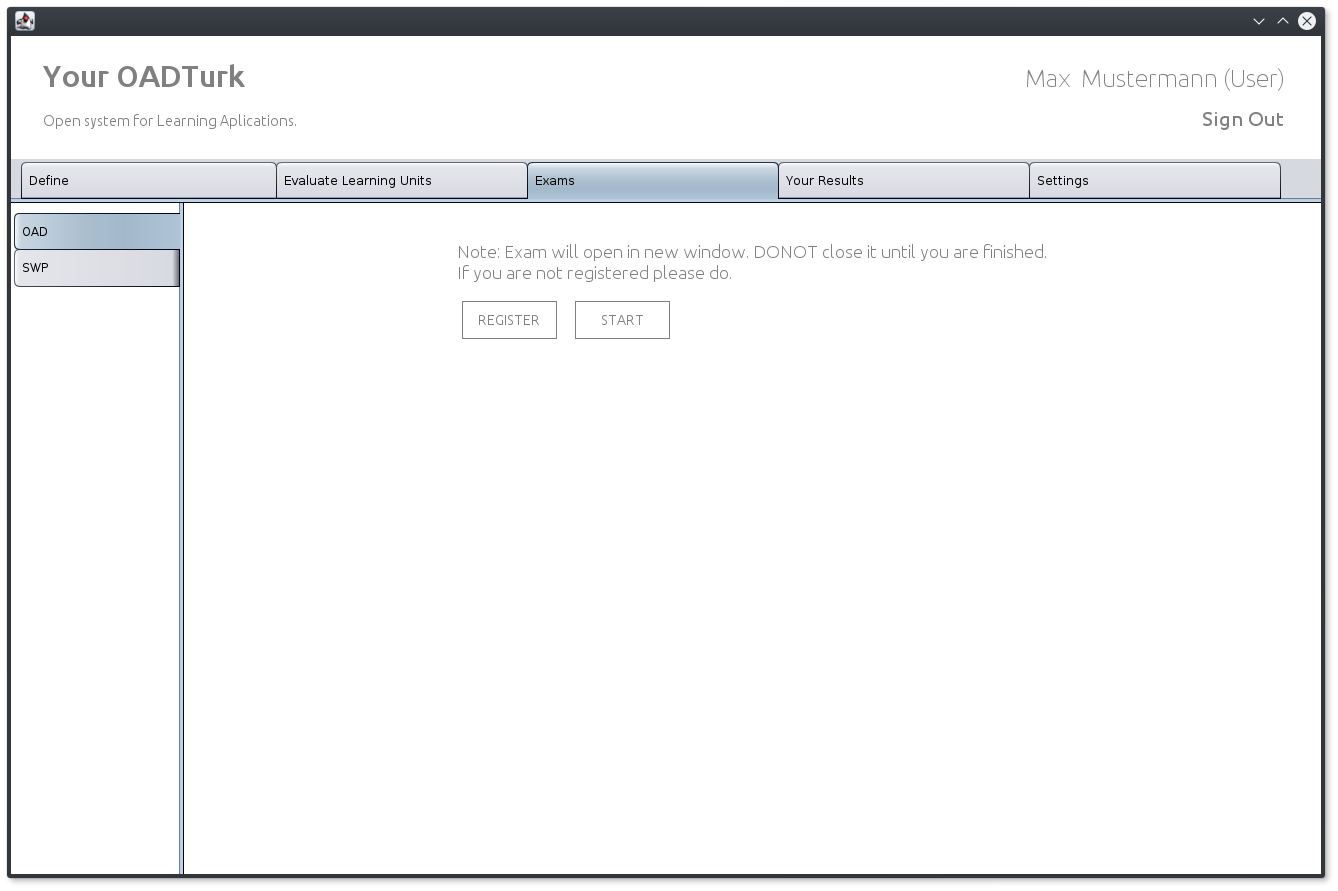 Your OADTurk
Max Mustermann (User)
Open system for Learning Aplications.
Sign Out
Define
Evaluate Learning Units
Exams
Your Results
Settings
OAD
SWP
Note: Exam will open in new window. DONOT close it until you are finished.
If you are not registered please do.
REGISTER
START